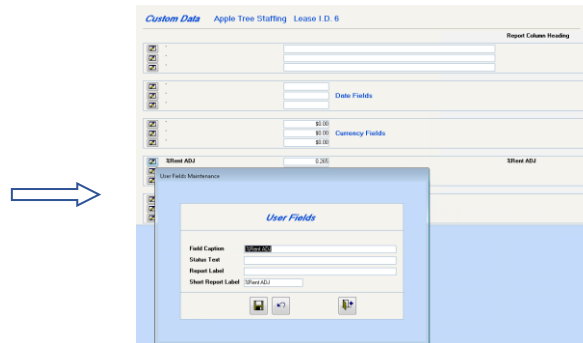 Custom Data Apple Tree Staffing Lease I.D. 6
Report Column Heading
Date Fields
$0.00
$0.00 Currency Fields
$0.00
%Rent ADJ 0.265 %Rent ADJ
User Fields Maintenance
User Fields
Field Caption %Rent ADJ
Status Text
Report Label
Short Report Label %Rent ADJ